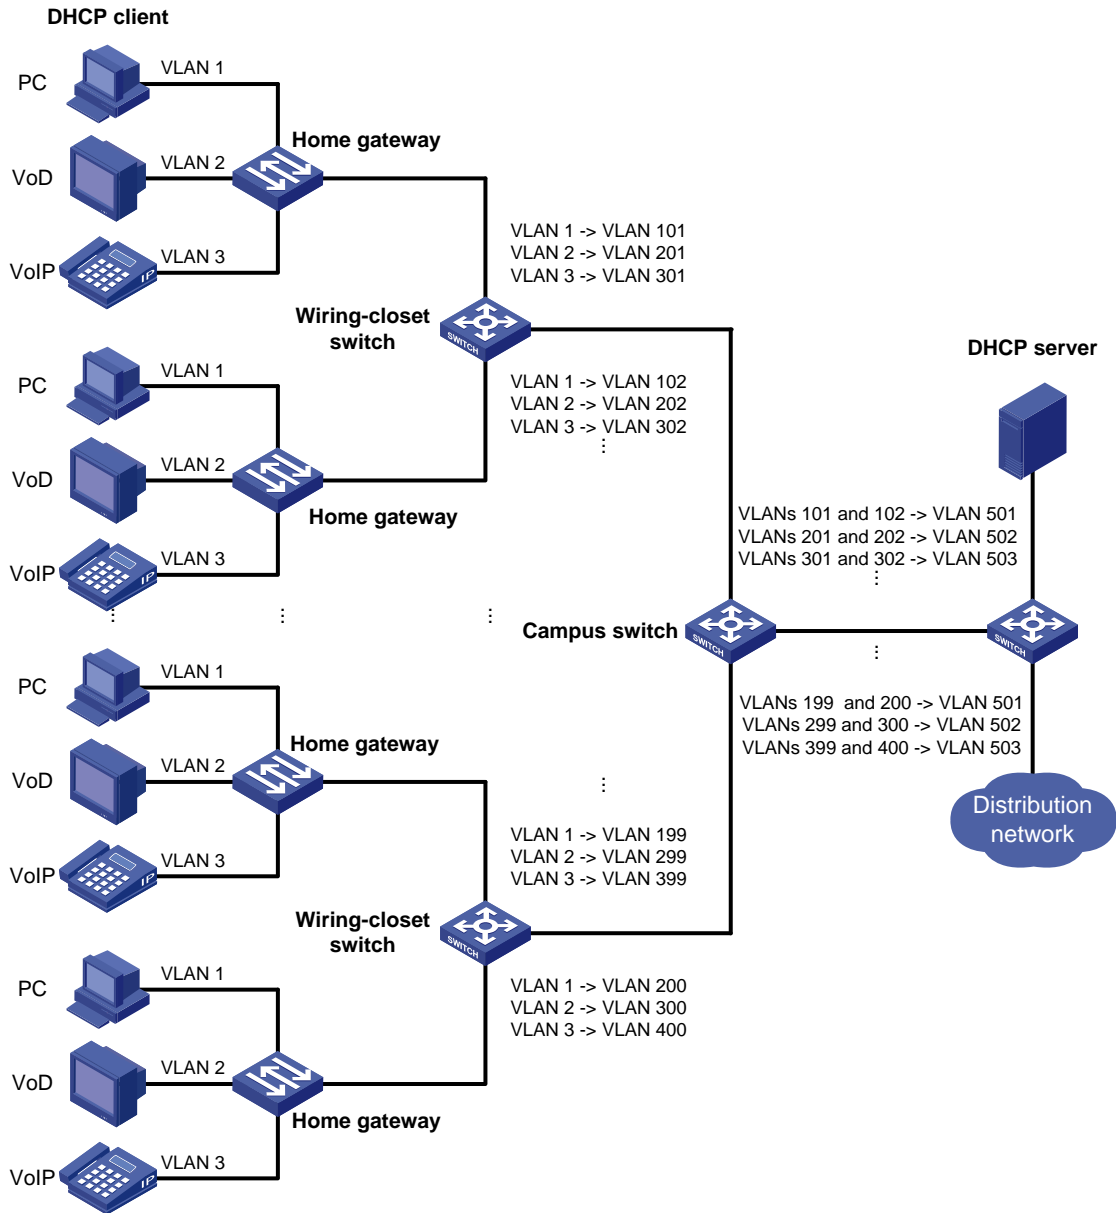 DHCP client
PC
VLAN 1
Home gateway
VoD
VLAN 2
VoIP
VLAN 3
IP
VLAN 1 -> VLAN 101
VLAN 2 -> VLAN 201
VLAN 3 -> VLAN 301
Wiring-closet
switch
SWITCH
PC
VLAN 1
VLAN 1 -> VLAN 102
VLAN 2 -> VLAN 202
VLAN 3 -> VLAN 302
...
VoD
VLAN 2
Home gateway
VoIP
VLAN 3
IP
DHCP server
VLANs 101 and 102 -> VLAN 501
VLANs 201 and 202 -> VLAN 502
VLANs 301 and 302 -> VLAN 503
...
... ... ...
Campus switch
SWITCH
SWITCH
...
VLANs 199 and 200 -> VLAN 501
VLANs 299 and 300 -> VLAN 502
VLANs 399 and 400 -> VLAN 503
Distribution
network
PC
VLAN 1
Home gateway
VoD
VLAN 2
VoIP
VLAN 3
IP
...
VLAN 1 -> VLAN 199
VLAN 2 -> VLAN 299
VLAN 3 -> VLAN 399
Wiring-closet
switch
SWITCH
PC
VLAN 1
VLAN 1 -> VLAN 200
VLAN 2 -> VLAN 300
VLAN 3 -> VLAN 400
VoD
VLAN 2
Home gateway
VoIP
VLAN 3
IP